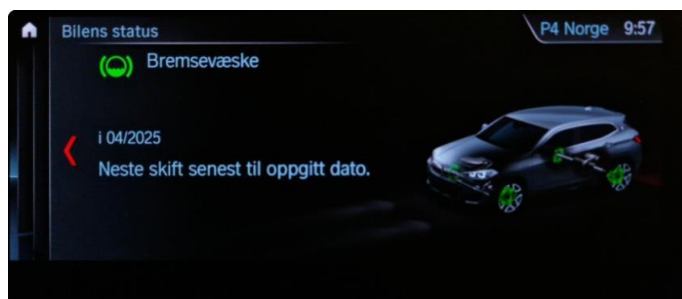 Bilens status
P4 Norge 9:57
Bremsevæske
i 04/2025
Neste skift senest til oppgitt dato.